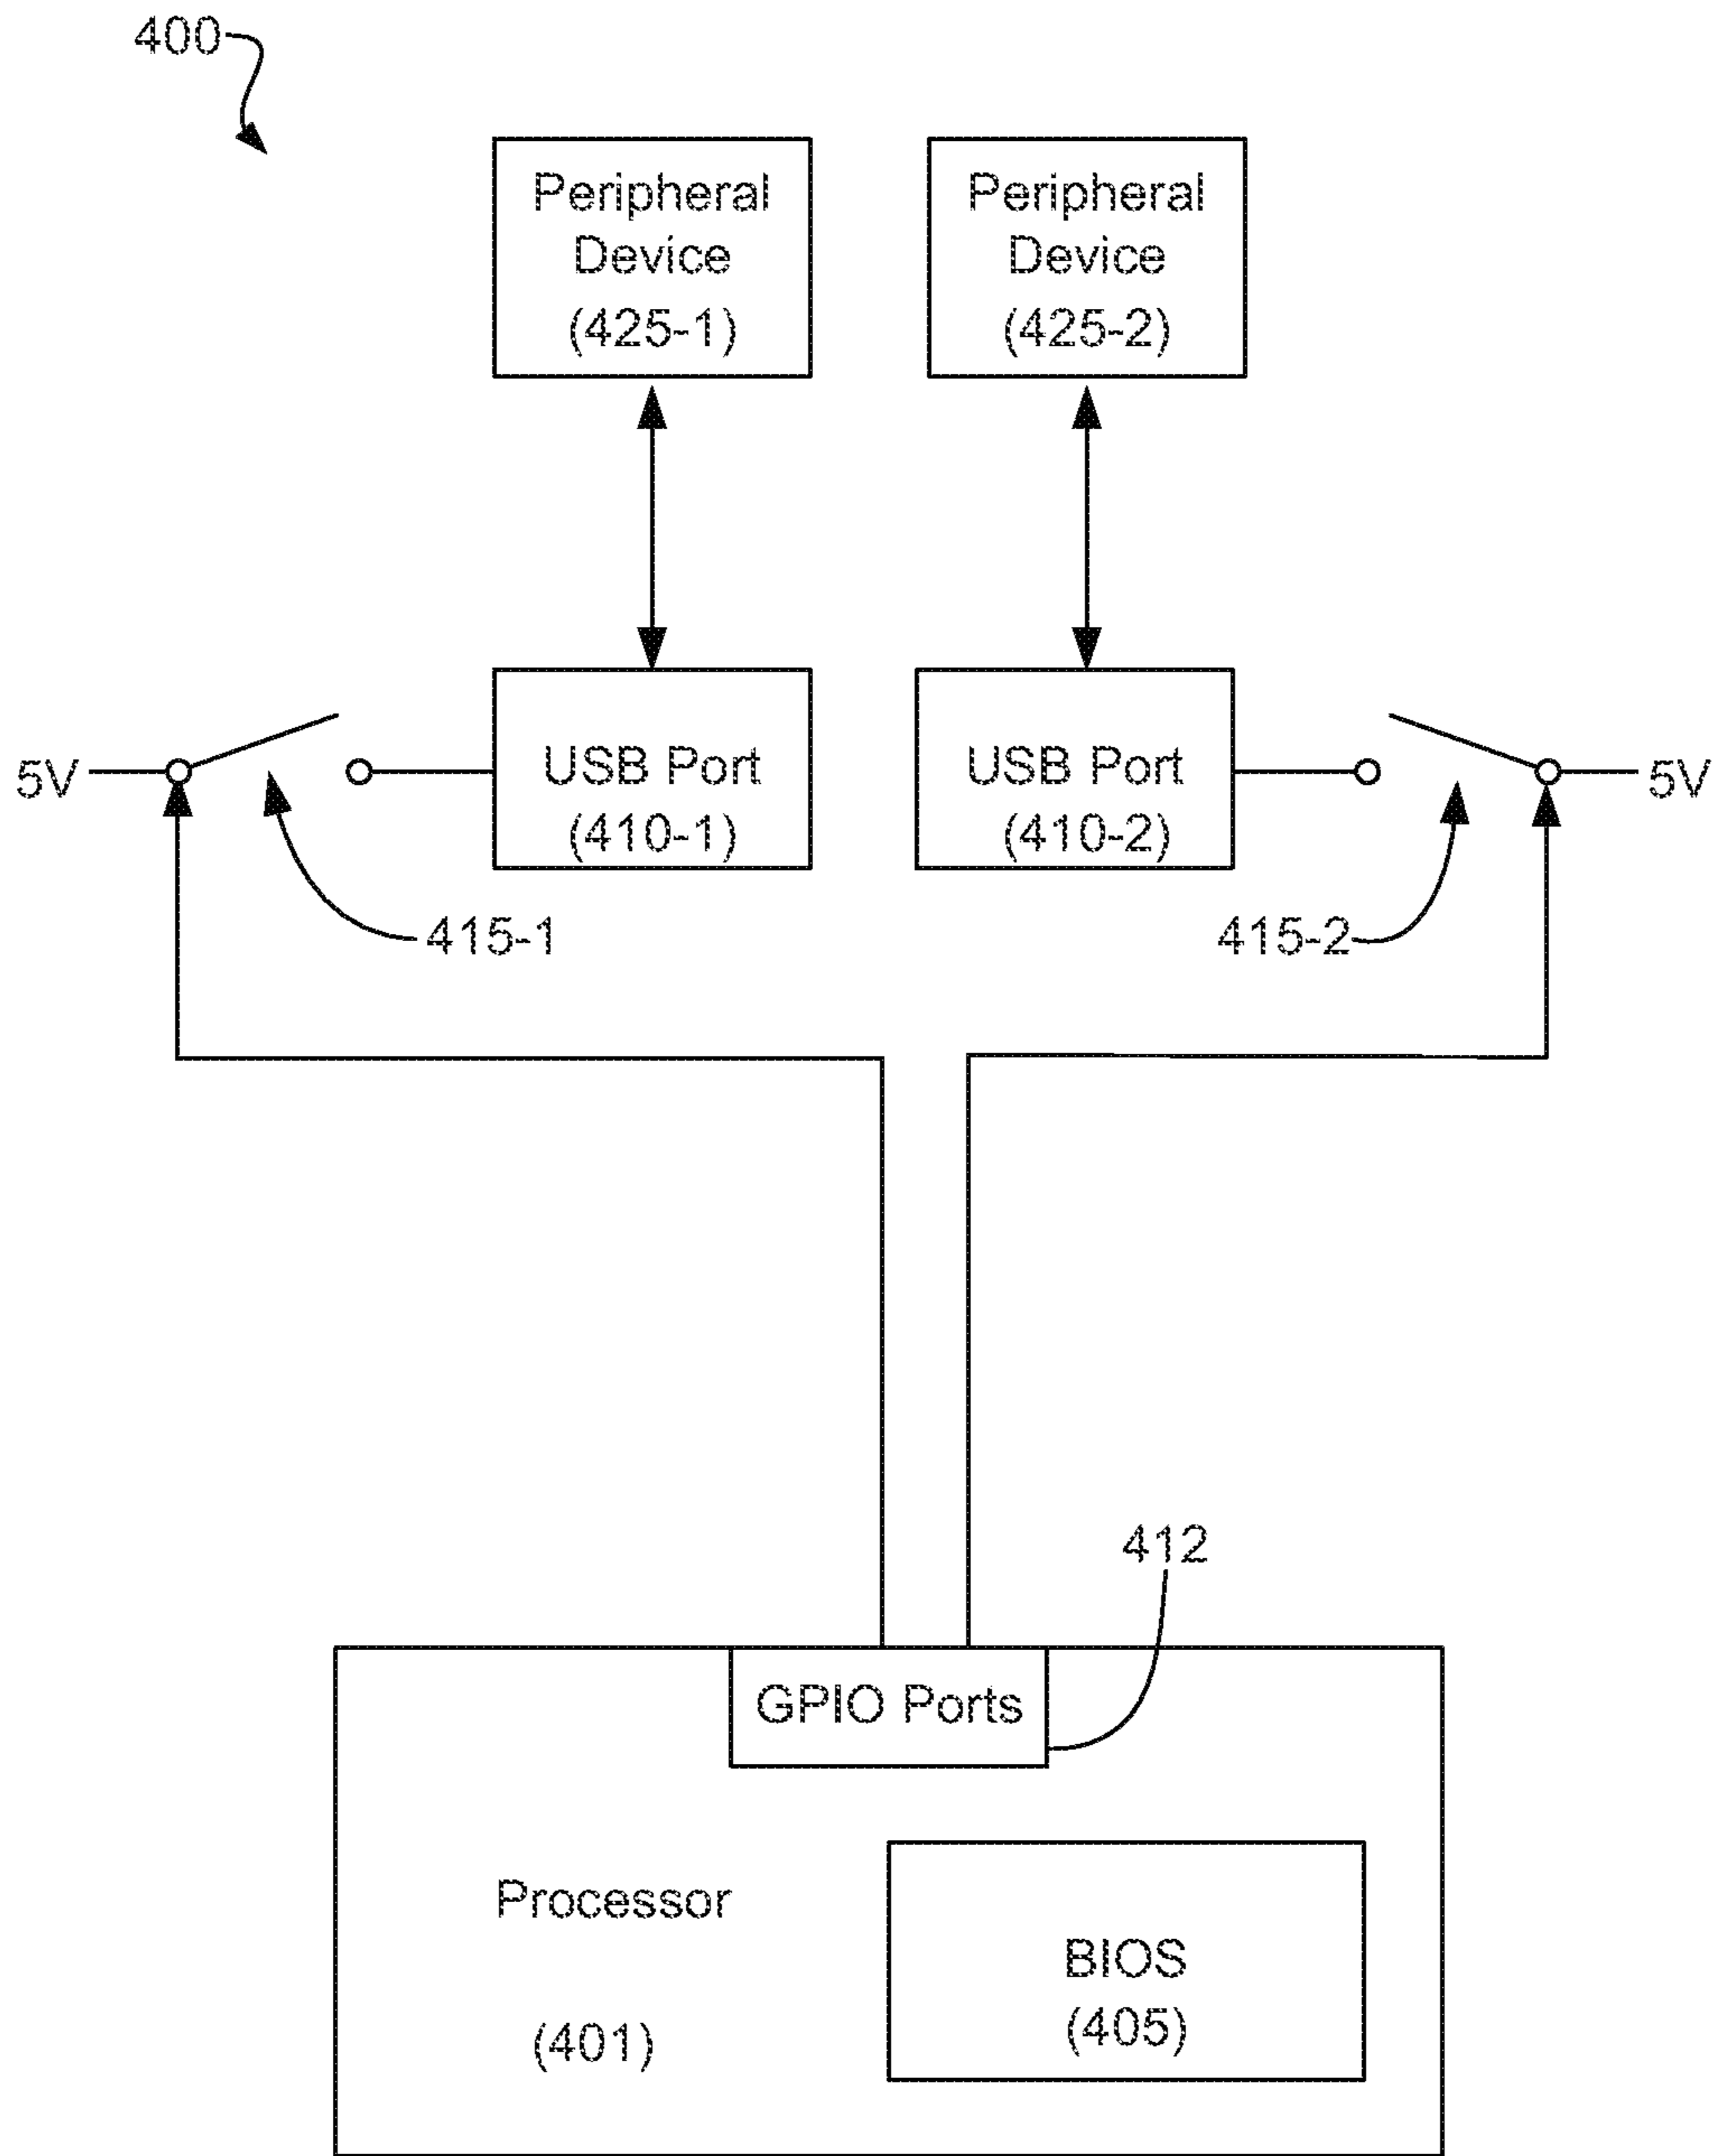 400
Peripheral
Device
(425-1)
Peripheral
Device
(425-2)
5V
USB Port
(410-1)
USB Port
(410-2)
5V
415-1
415-2
412
GPIO Ports
Processor
(401)
BIOS
(405)